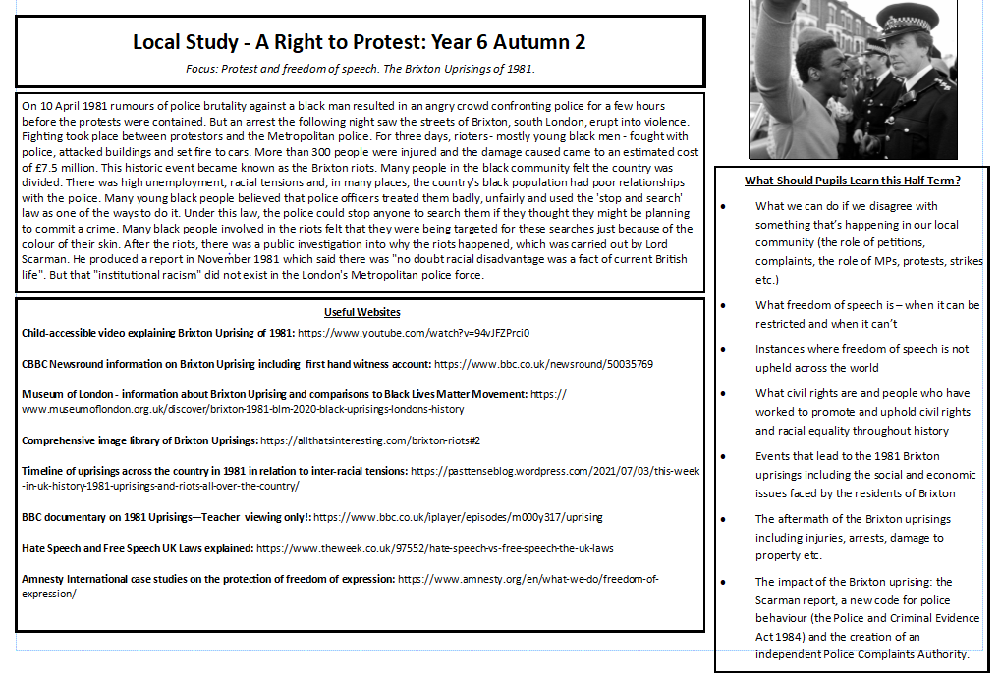 Local Study - A Right to Protest: Year 6 Autumn 2
Focus: Protest and freedom of speech. The Brixton Uprisings of 1981.
On 10 April 1981 rumours of police brutality against a black man resulted in an angry crowd confronting police for a few hours
before the protests were contained. But an arrest the following night saw the streets of Brixton, south London, erupt into violence.
Fighting took place between protestors and the Metropolitan police. For three days, rioters- mostly young black men - fought with
police, attacked buildings and set fire to cars. More than 300 people were injured and the damage caused came to an estimated cost
of £7.5 million. This historic event became known as the Brixton riots. Many people in the black community felt the country was
divided. There was high unemployment, racial tensions and, in many places, the country's black population had poor relationships
with the police. Many young black people believed that police officers treated them badly, unfairly and used the 'stop and search'
law as one of the ways to do it. Under this law, the police could stop anyone to search them if they thought they might be planning
to commit a crime. Many black people involved in the riots felt that they were being targeted for these searches just because of the
colour of their skin. After the riots, there was a public investigation into why the riots happened, which was carried out by Lord
Scarman. He produced a report in November 1981 which said there was "no doubt racial disadvantage was a fact of current British
life". But that "institutional racism" did not exist in the London's Metropolitan police force.
Useful Websites
Child-accessible video explaining Brixton Uprising of 1981: https://www.youtube.com/watch?v=94vJFZPrci0
CBBC Newsround information on Brixton Uprising including first hand witness account: https://www.bbc.co.uk/newsround/50035769
Museum of London - information about Brixton Uprising and comparisons to Black Lives Matter Movement: https://
www.museumoflondon.org.uk/discover/brixton-1981-blm-2020-black-uprisings-londons-history
Comprehensive image library of Brixton Uprisings: https://allthatsinteresting.com/brixton-riots#2
Timeline of uprisings across the country in 1981 in relation to inter-racial tensions: https://pasttenseblog.wordpress.com/2021/07/03/this-week
-in-uk-history-1981-uprisings-and-riots-all-over-the-country/
BBC documentary on 1981 Uprisings—Teacher viewing only!: https://www.bbc.co.uk/iplayer/episodes/m000y317/uprising
Hate Speech and Free Speech UK Laws explained: https://www.theweek.co.uk/97552/hate-speech-vs-free-speech-the-uk-laws
Amnesty International case studies on the protection of freedom of expression: https://www.amnesty.org/en/what-we-do/freedom-of-
expression/
What Should Pupils Learn this Half Term?
• What we can do if we disagree with
something that's happening in our local
community (the role of petitions,
complaints, the role of MPs, protests, strikes
etc.)
• What freedom of speech is – when it can be
restricted and when it can't
• Instances where freedom of speech is not
upheld across the world
• What civil rights are and people who have
worked to promote and uphold civil rights
and racial equality throughout history
• Events that lead to the 1981 Brixton
uprisings including the social and economic
issues faced by the residents of Brixton
• The aftermath of the Brixton uprisings
including injuries, arrests, damage to
property etc.
• The impact of the Brixton uprising: the
Scarman report, a new code for police
behaviour (the Police and Criminal Evidence
Act 1984) and the creation of an
independent Police Complaints Authority.